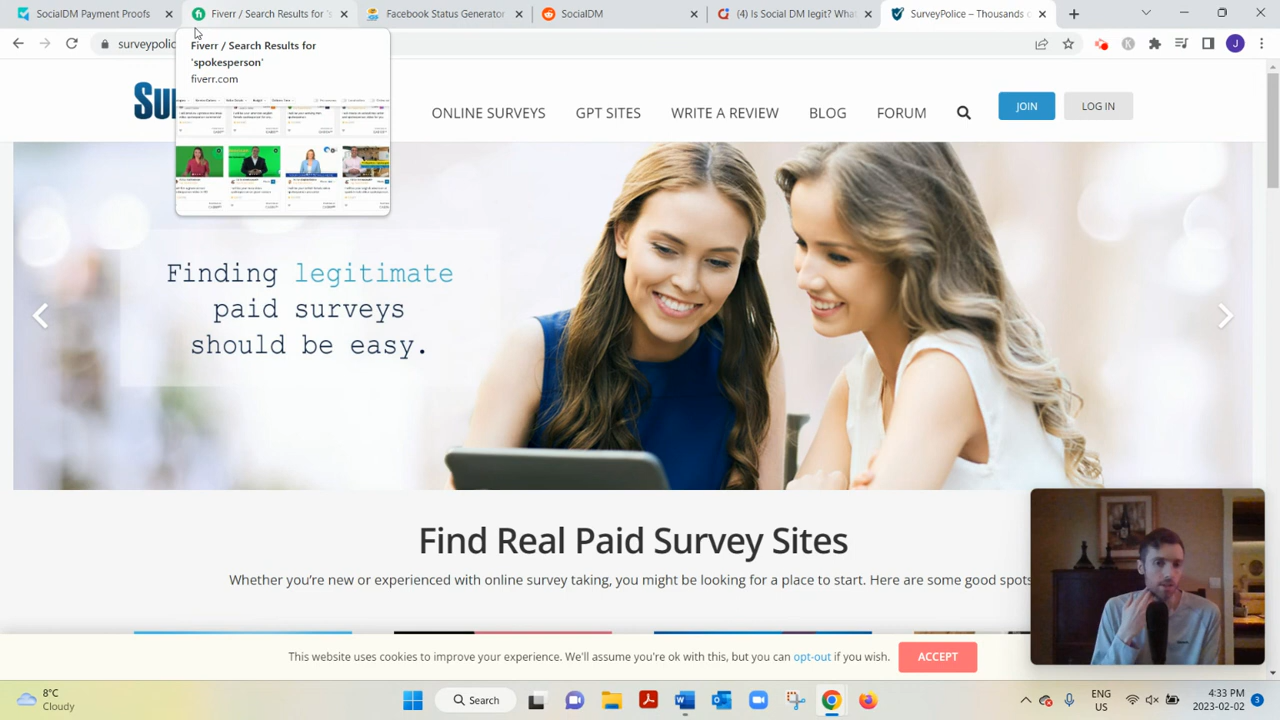 SocialDM Payment Proofs
Fiverr / Search Results for 's
Facebook Status Generator
SocialDM
(4) Is Social DM legit? What
SurveyPolice – Thousands o
surveypolic
J
Fiverr / Search Results for
'spokesperson'
fiverr.com
Su
ONLINE SURVEYS
GPT SITES
WRITE A REVIEW
BLOG
FORUM
JOIN
LOG IN
Finding legitimate
paid surveys
should be easy.
Find Real Paid Survey Sites
Whether you're new or experienced with online survey taking, you might be looking for a place to start. Here are some good spots
This website uses cookies to improve your experience. We'll assume you're ok with this, but you can opt-out if you wish.
ACCEPT
8°C
Cloudy
Search
ENG
US
4:33 PM
2023-02-02
3